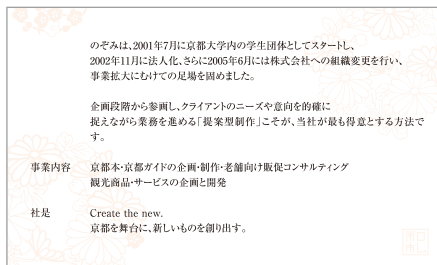 のぞみは、2001年7月に京都大学内の学生団体としてスタートし、
2002年11月に法人化、さらに2005年6月には株式会社への組織変更を行い、
事業拡大にむけての足場を固めました。
企画段階から参画し、クライアントのニーズや意向を的確に
捉えながら業務を進める「提案型制作」こそが、当社が最も得意とする方法で
す。
事業内容 京都本・京都ガイドの企画・制作・老舗向け販促コンサルティング
観光商品・サービスの企画と開発
社是 Create the new.
京都を舞台に、新しいものを創り出す。